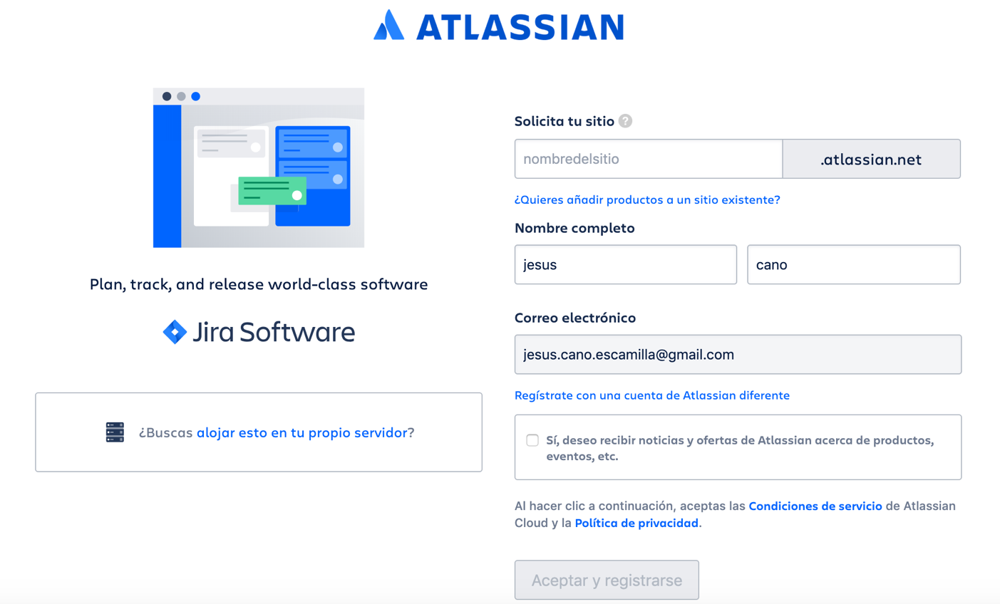 ATLASSIAN
Plan, track, and release world-class software
Jira Software
¿Buscas alojar esto en tu propio servidor?
Solicita tu sitio ?
nombredelsitio .atlassian.net
¿Quieres añadir productos a un sitio existente?
Nombre completo
jesus cano
Correo electrónico
jesus.cano.escamilla@gmail.com
Regístrate con una cuenta de Atlassian diferente
Sí, deseo recibir noticias y ofertas de Atlassian acerca de productos,
eventos, etc.
Al hacer clic a continuación, aceptas las Condiciones de servicio de Atlassian
Cloud y la Política de privacidad.
Aceptar y registrarse